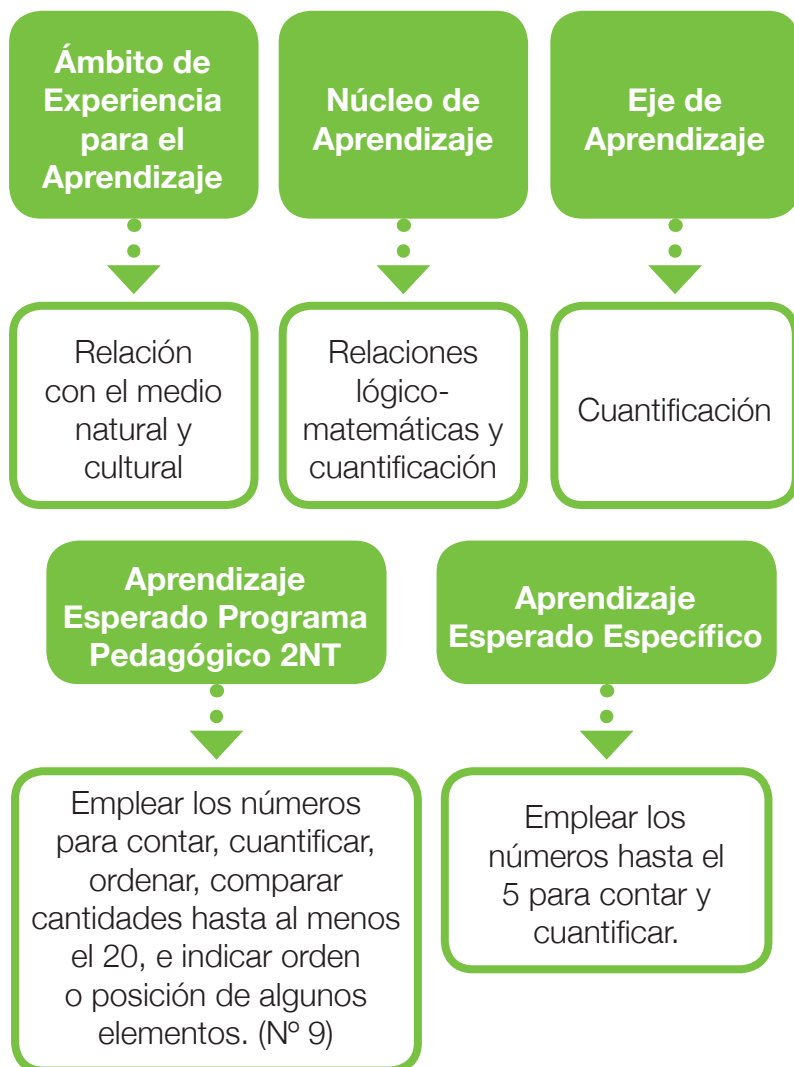 Ámbito de
Experiencia
para el
Aprendizaje
Núcleo de
Aprendizaje
Eje de
Aprendizaje
Relación
con el medio
natural y
cultural
Relaciones
lógico-
matemáticas y
cuantificación
Cuantificación
Aprendizaje
Esperado Programa
Pedagógico 2NT
Aprendizaje
Esperado Específico
Emplear los números
para contar, cuantificar,
ordenar, comparar
cantidades hasta al menos
el 20, e indicar orden
o posición de algunos
elementos. (Nº 9)
Emplear los
números hasta el
5 para contar y
cuantificar.